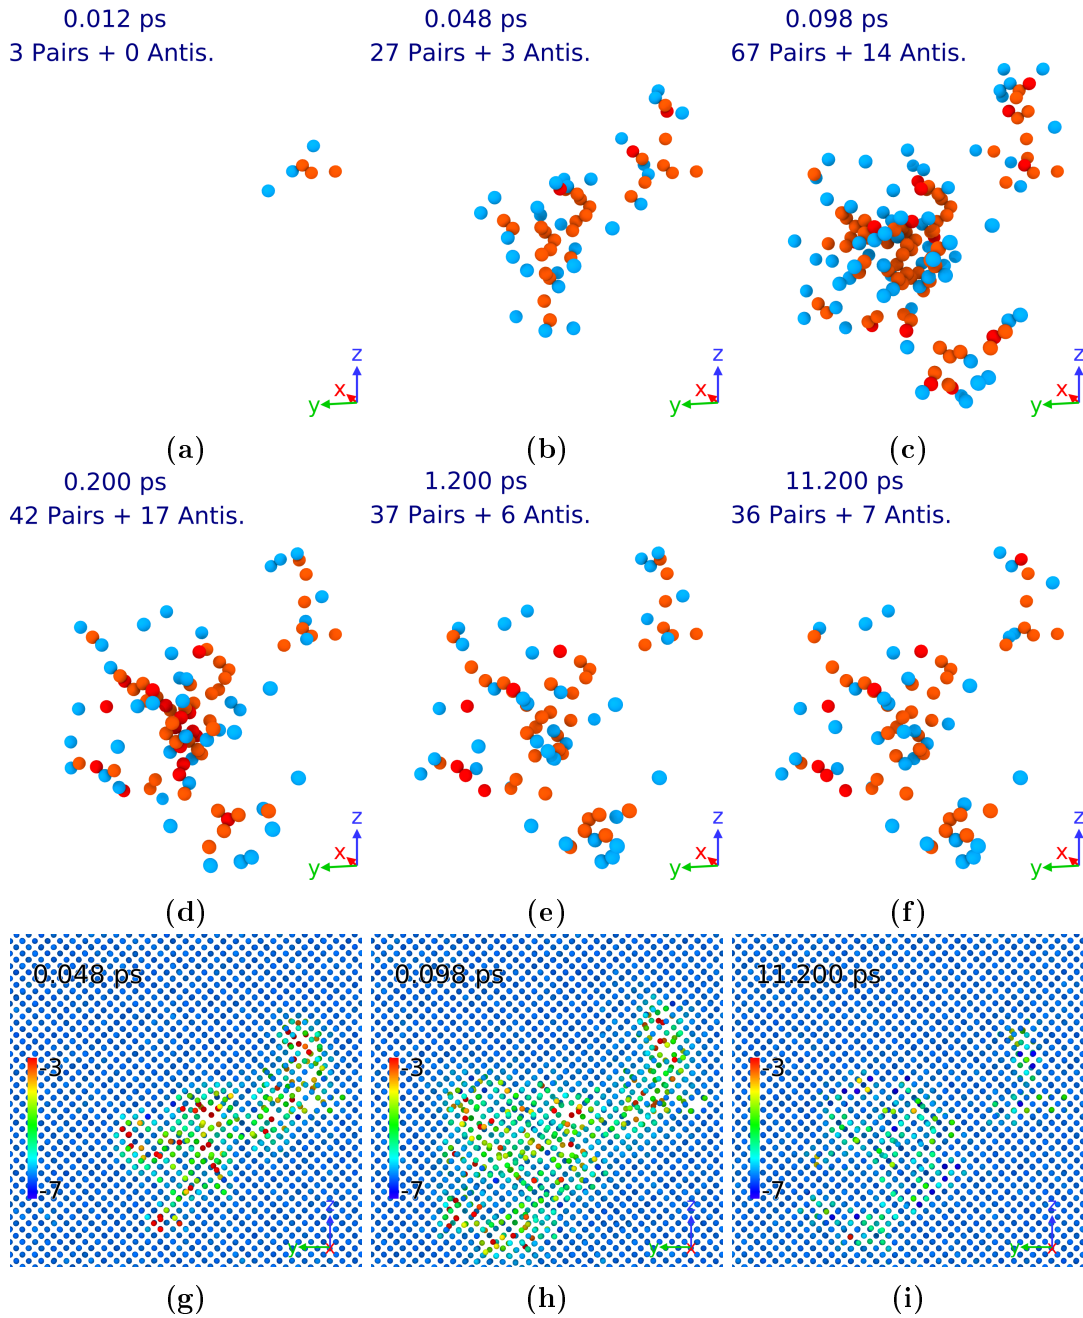 0.012 ps
3 Pairs + 0 Antis.
0.048 ps
27 Pairs + 3 Antis.
0.098 ps
67 Pairs + 14 Antis.
z
x
y
z
x
y
z
x
y
(a)
(b)
(c)
0.200 ps
42 Pairs + 17 Antis.
1.200 ps
37 Pairs + 6 Antis.
11.200 ps
36 Pairs + 7 Antis.
z
x
y
z
x
y
z
x
y
(d)
(e)
(f)
0.048 ps
-3
-7
z
y
x
0.098 ps
-3
-7
z
y
x
11.200 ps
-3
-7
z
y
x
(g)
(h)
(i)